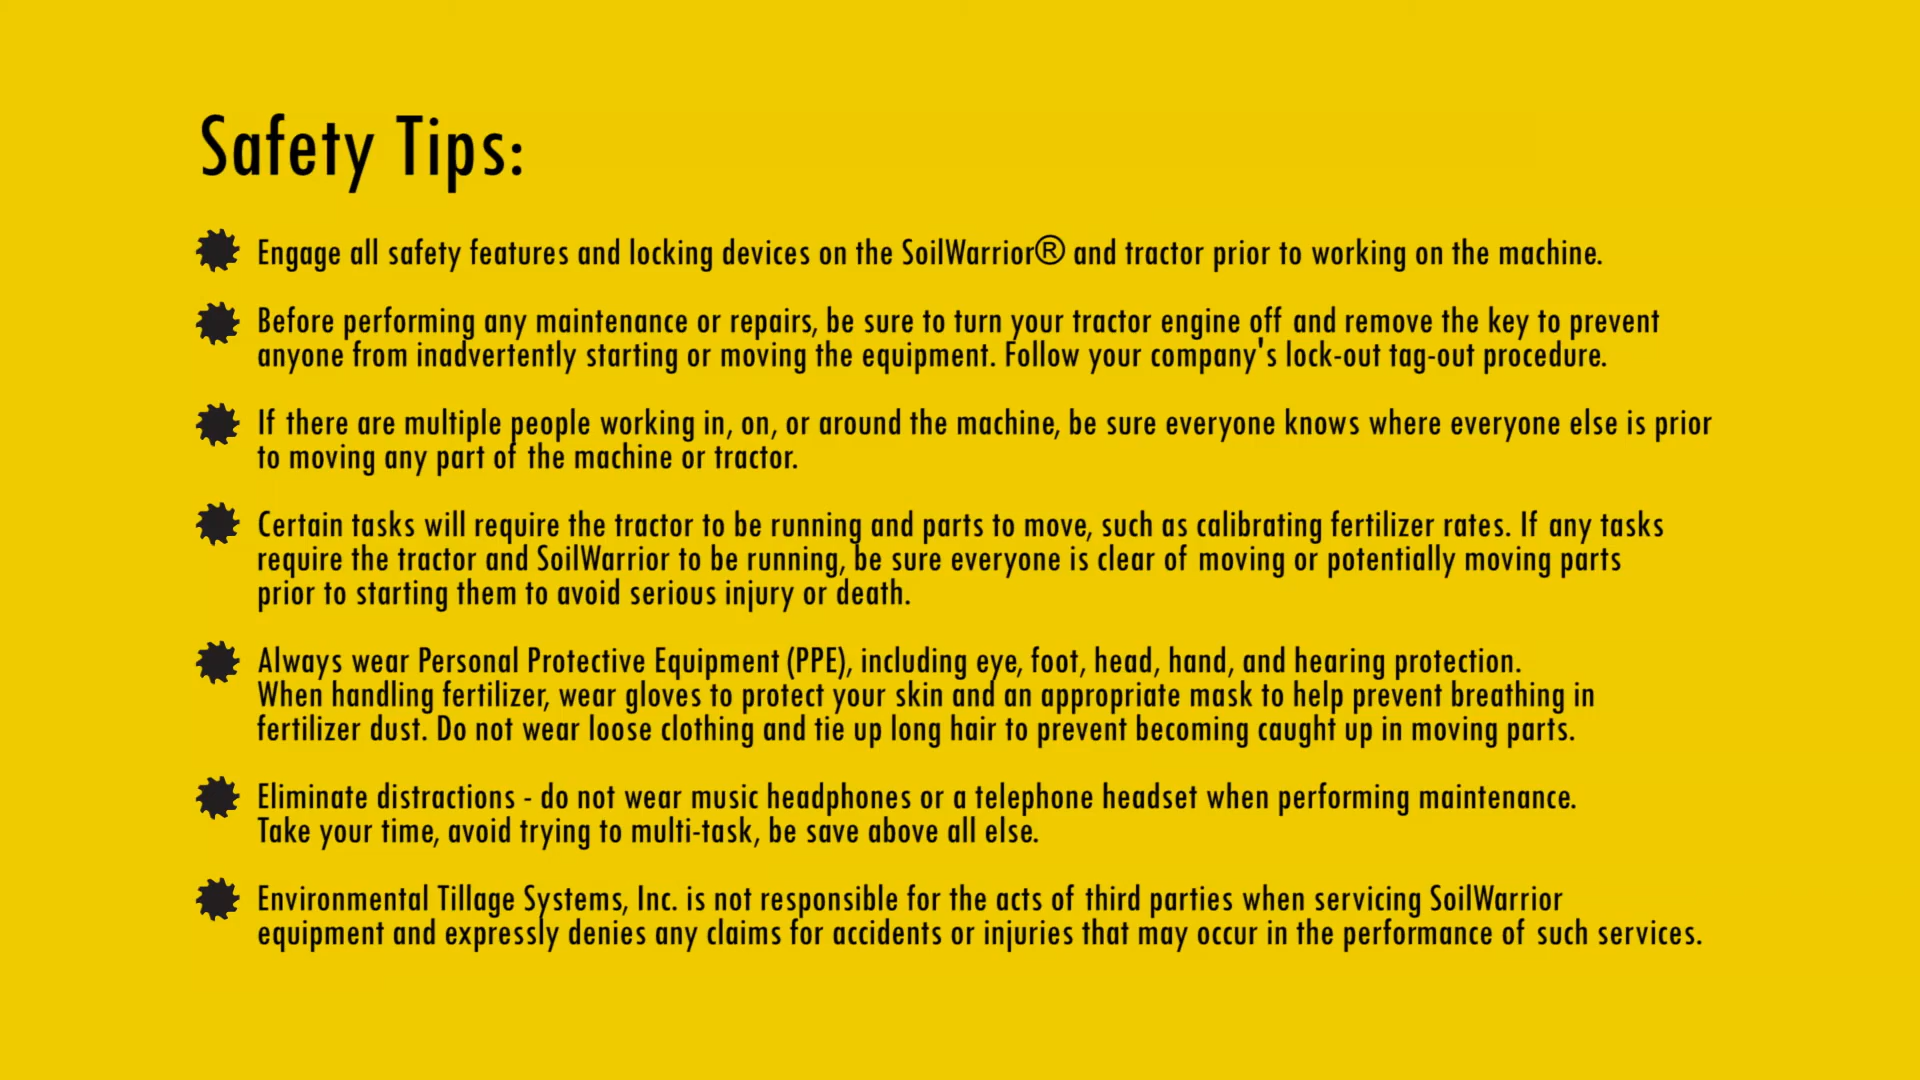 Safety Tips:
Engage all safety features and locking devices on the SoilWarrior® and tractor prior to working on the machine.
Before performing any maintenance or repairs, be sure to turn your tractor engine off and remove the key to prevent
anyone from inadvertently starting or moving the equipment. Follow your company's lock-out tag-out procedure.
If there are multiple people working in, on, or around the machine, be sure everyone knows where everyone else is prior
to moving any part of the machine or tractor.
Certain tasks will require the tractor to be running and parts to move, such as calibrating fertilizer rates. If any tasks
require the tractor and SoilWarrior to be running, be sure everyone is clear of moving or potentially moving parts
prior to starting them to avoid serious injury or death.
Always wear Personal Protective Equipment (PPE), including eye, foot, head, hand, and hearing protection.
When handling fertilizer, wear gloves to protect your skin and an appropriate mask to help prevent breathing in
fertilizer dust. Do not wear loose clothing and tie up long hair to prevent becoming caught up in moving parts.
Eliminate distractions - do not wear music headphones or a telephone headset when performing maintenance.
Take your time, avoid trying to multi-task, be save above all else.
Environmental Tillage Systems, Inc. is not responsible for the acts of third parties when servicing SoilWarrior
equipment and expressly denies any claims for accidents or injuries that may occur in the performance of such services.